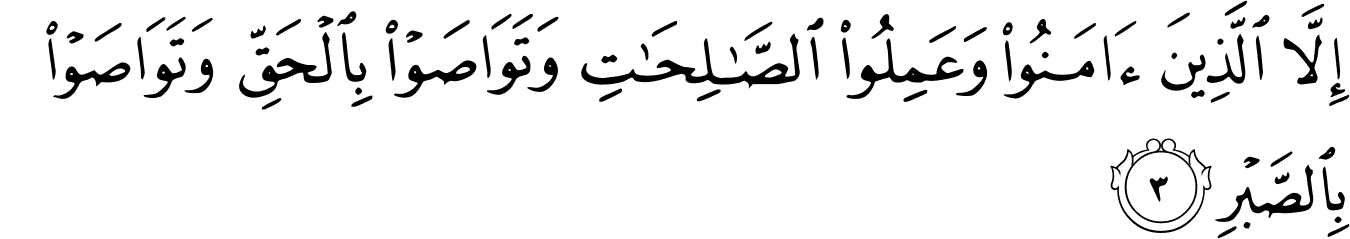 إِلَّا ٱلَّذِينَ ءَامَنُوا۟ وَعَمِلُوا۟ ٱلصَّـٰلِحَـٰتِ وَتَوَاصَوْا۟ بِٱلْحَقِّ وَتَوَاصَوْا۟
بِٱلصَّبْرِ ٣